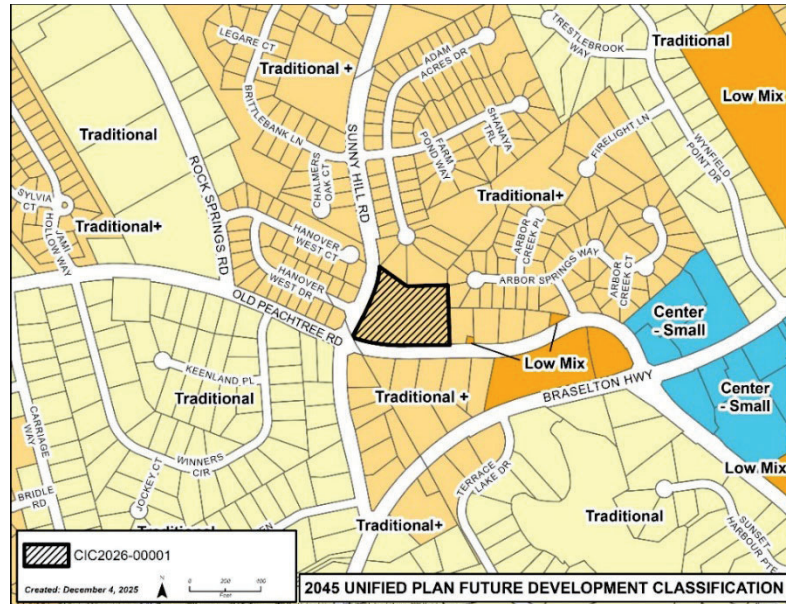 LEGARE CT
Traditional +
ADAM
ACRES DR
TRESTLEBROOK
WAY
Traditional
Low Mix
BRITTLEBANK LN
SUNNY HILL RD
SHANAYA
TRL
FARM
POND WAY
FIRELIGHT LN
WYNFIELD
POINT DR
Traditional
ROCK SPRINGS RD
CHALMERS
OAK CT
Traditional+
SYLVIA
CT
JAMI
HOLLOW WAY
Traditional+
HANOVER
WEST CT
HANOVER
WEST DR
ARBOR
CREEK PL
ARBOR SPRINGS WAY
ARBOR
CREEK CT
OLD PEACHTREE RD
Center
- Small
Low Mix
KEENLAND PL
Traditional
Traditional +
BRASELTON HWY
Center
- Small
CARRIAGE
WAY
WINNERS
CIR
JOCKEY CT
BRIDLE
RD
TERRACE
LAKE DR
Low Mix
Traditional
Traditional+
Traditional
SUNSET
HARBOUR PTE
CIC2026-00001
Created: December 4, 2025
N
0 200 400
Feet
2045 UNIFIED PLAN FUTURE DEVELOPMENT CLASSIFICATION